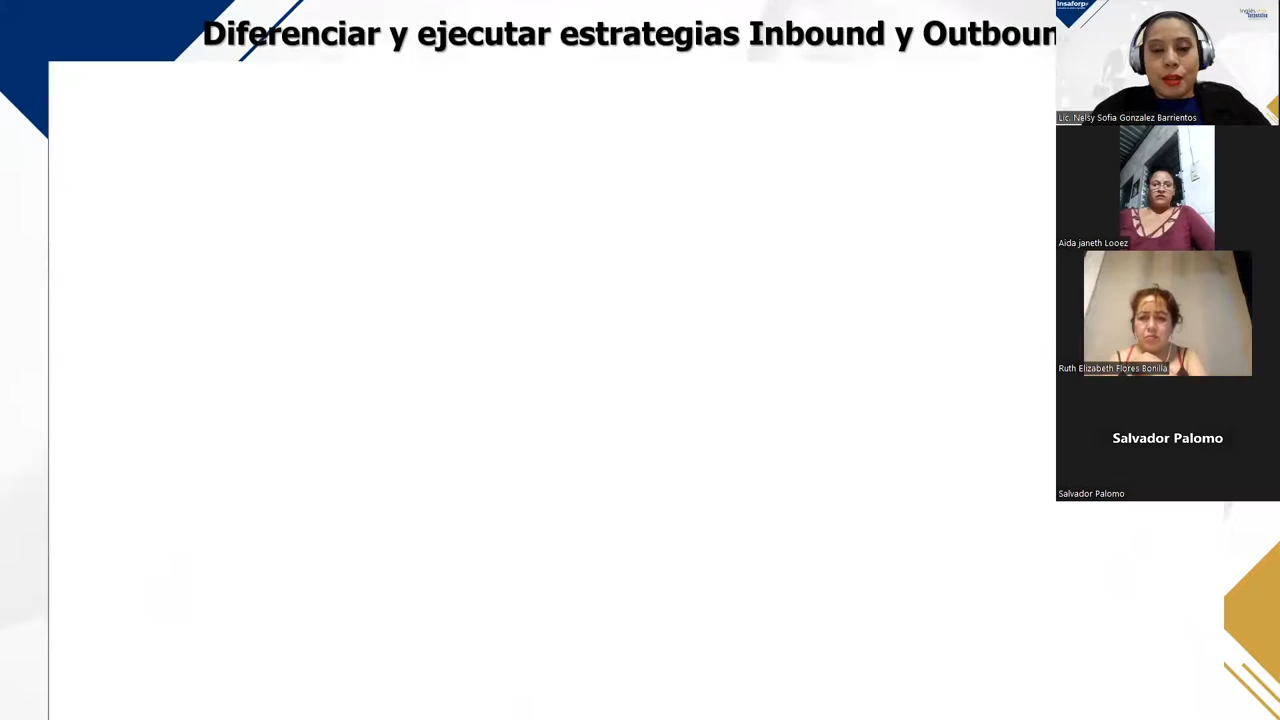 Diferenciar y ejecutar estrategias Inbound y Outboun
Insaforp
Lic. Nelsy Sofia Gonzalez Barrientos
Aida janeth Looez
Ruth Elizabeth Flores Bonilla
Salvador Palomo
Salvador Palomo